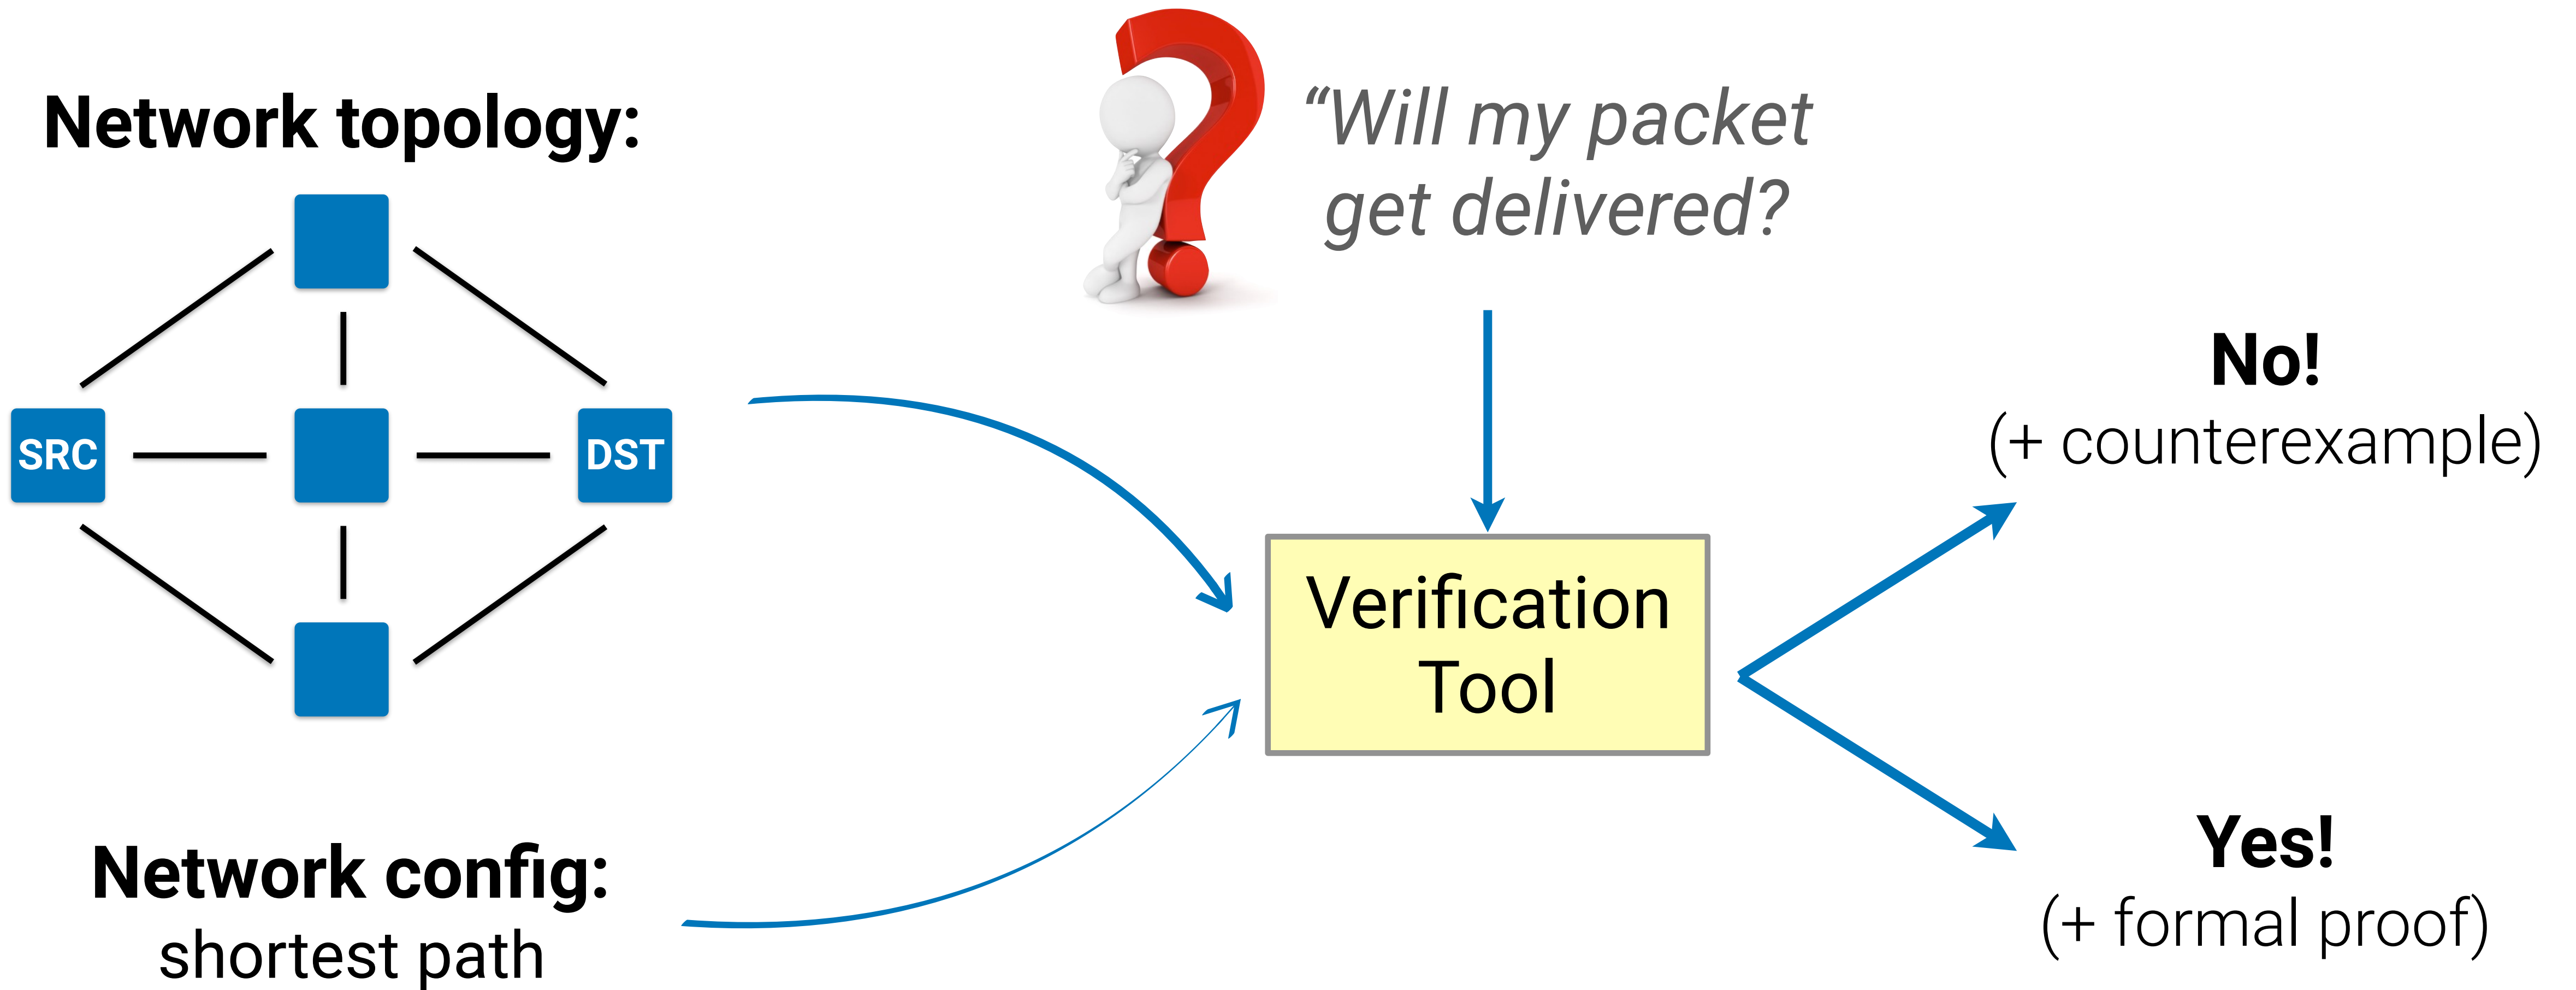 Network topology:
SRC
DST
Network config:
shortest path
“Will my packet
get delivered?
Verification
Tool
No!
(+ counterexample)
Yes!
(+ formal proof)